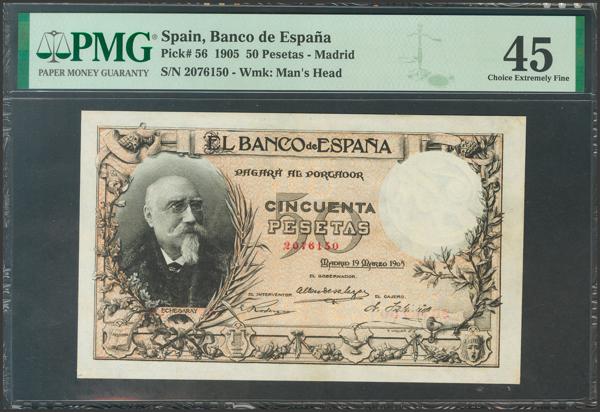 PMG
PAPER MONEY GUARANTY
Spain, Banco de España
Pick# 56 1905 50 Pesetas - Madrid
S/N 2076150 - Wmk: Man's Head
45
Choice Extremely Fine
EL BANCO de ESPAÑA
PAGARÁ AL PORTADOR
50
CINCUENTA
PESETAS
2076150
MADRID 19 MARZO 1905
EL GOBERNADOR.
EL INTERVENTOR.
EL CAJERO.
ECHEGARAY